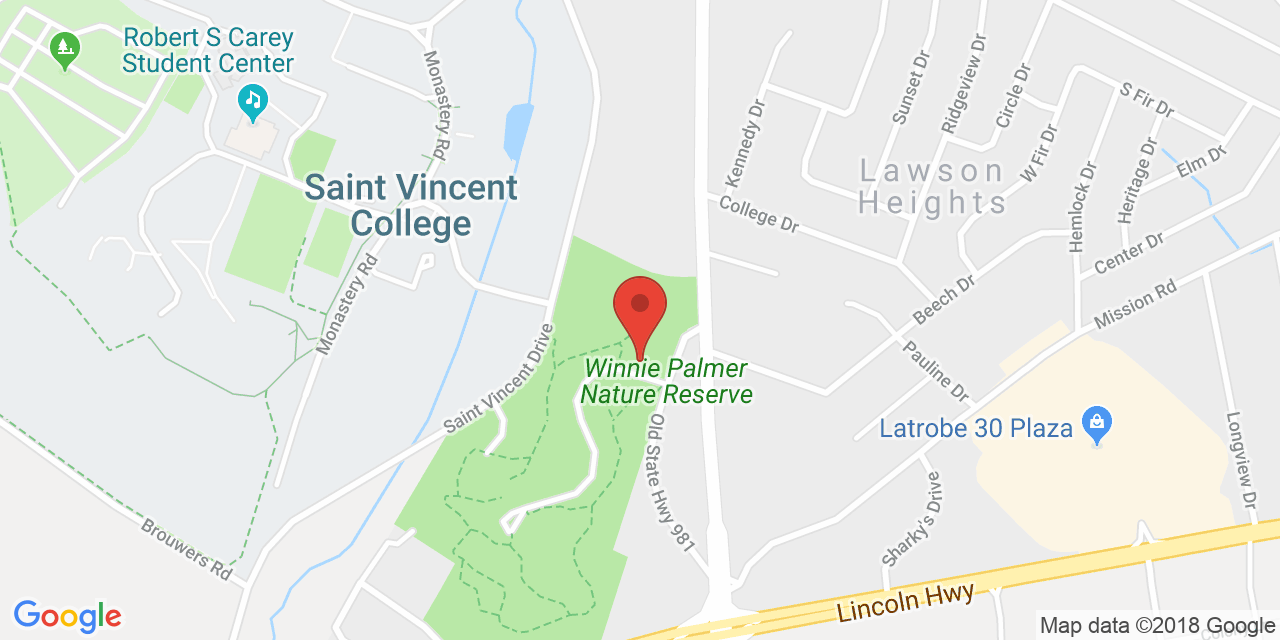 Robert S Carey
Student Center
Monastery Rd
Saint Vincent
College
Monastery Rd
Saint Vincent Drive
Brouwers Rd
Winnie Palmer
Nature Reserve
Old State Hwy 981
Kennedy Dr
College Dr
Sunset Dr
Ridgeview Dr
Circle Dr
Lawson
Heights
W Fir Dr
S Fir Dr
Hemlock Dr
Heritage Dr
Elm Dr
Center Dr
Mission Rd
Beech Dr
Pauline Dr
Latrobe 30 Plaza
Longview Dr
Sharky's Drive
Lincoln Hwy
Google
Map data ©2018 Google